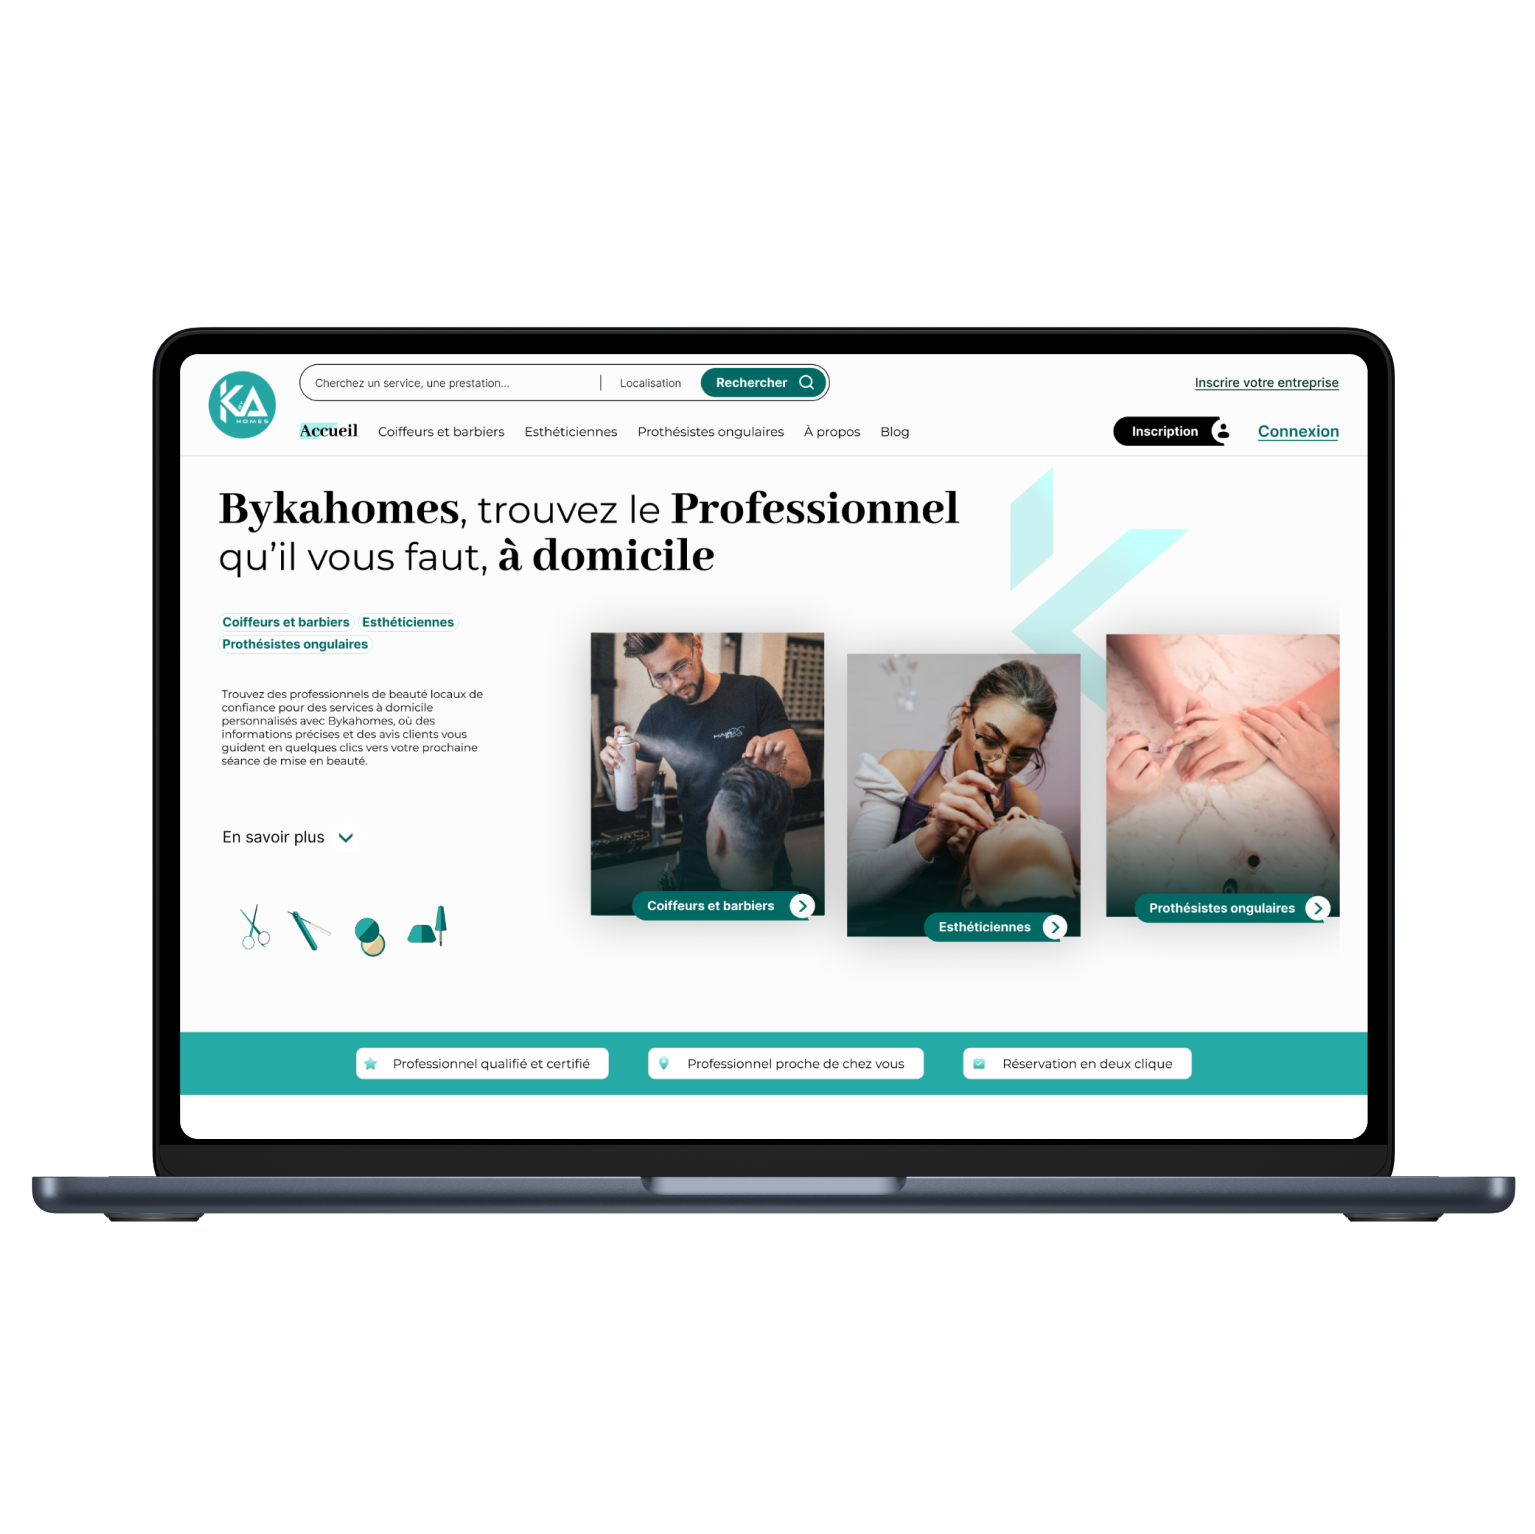 KA
HOMES
Cherchez un service, une prestation...
Localisation
Rechercher
Inscrire votre entreprise
Accueil
Coiffeurs et barbiers
Esthéticiennes
Prothésistes ongulaires
À propos
Blog
Inscription
Connexion
Bykahomes, trouvez le Professionnel
qu’il vous faut, à domicile
Coiffeurs et barbiers
Esthéticiennes
Prothésistes ongulaires
Trouvez des professionnels de beauté locaux de
confiance pour des services à domicile
personnalisés avec Bykahomes, où des
informations précises et des avis clients vous
guident en quelques clics vers votre prochaine
séance de mise en beauté.
En savoir plus
Coiffeurs et barbiers
Esthéticiennes
Prothésistes ongulaires
Professionnel qualifié et certifié
Professionnel proche de chez vous
Réservation en deux clique